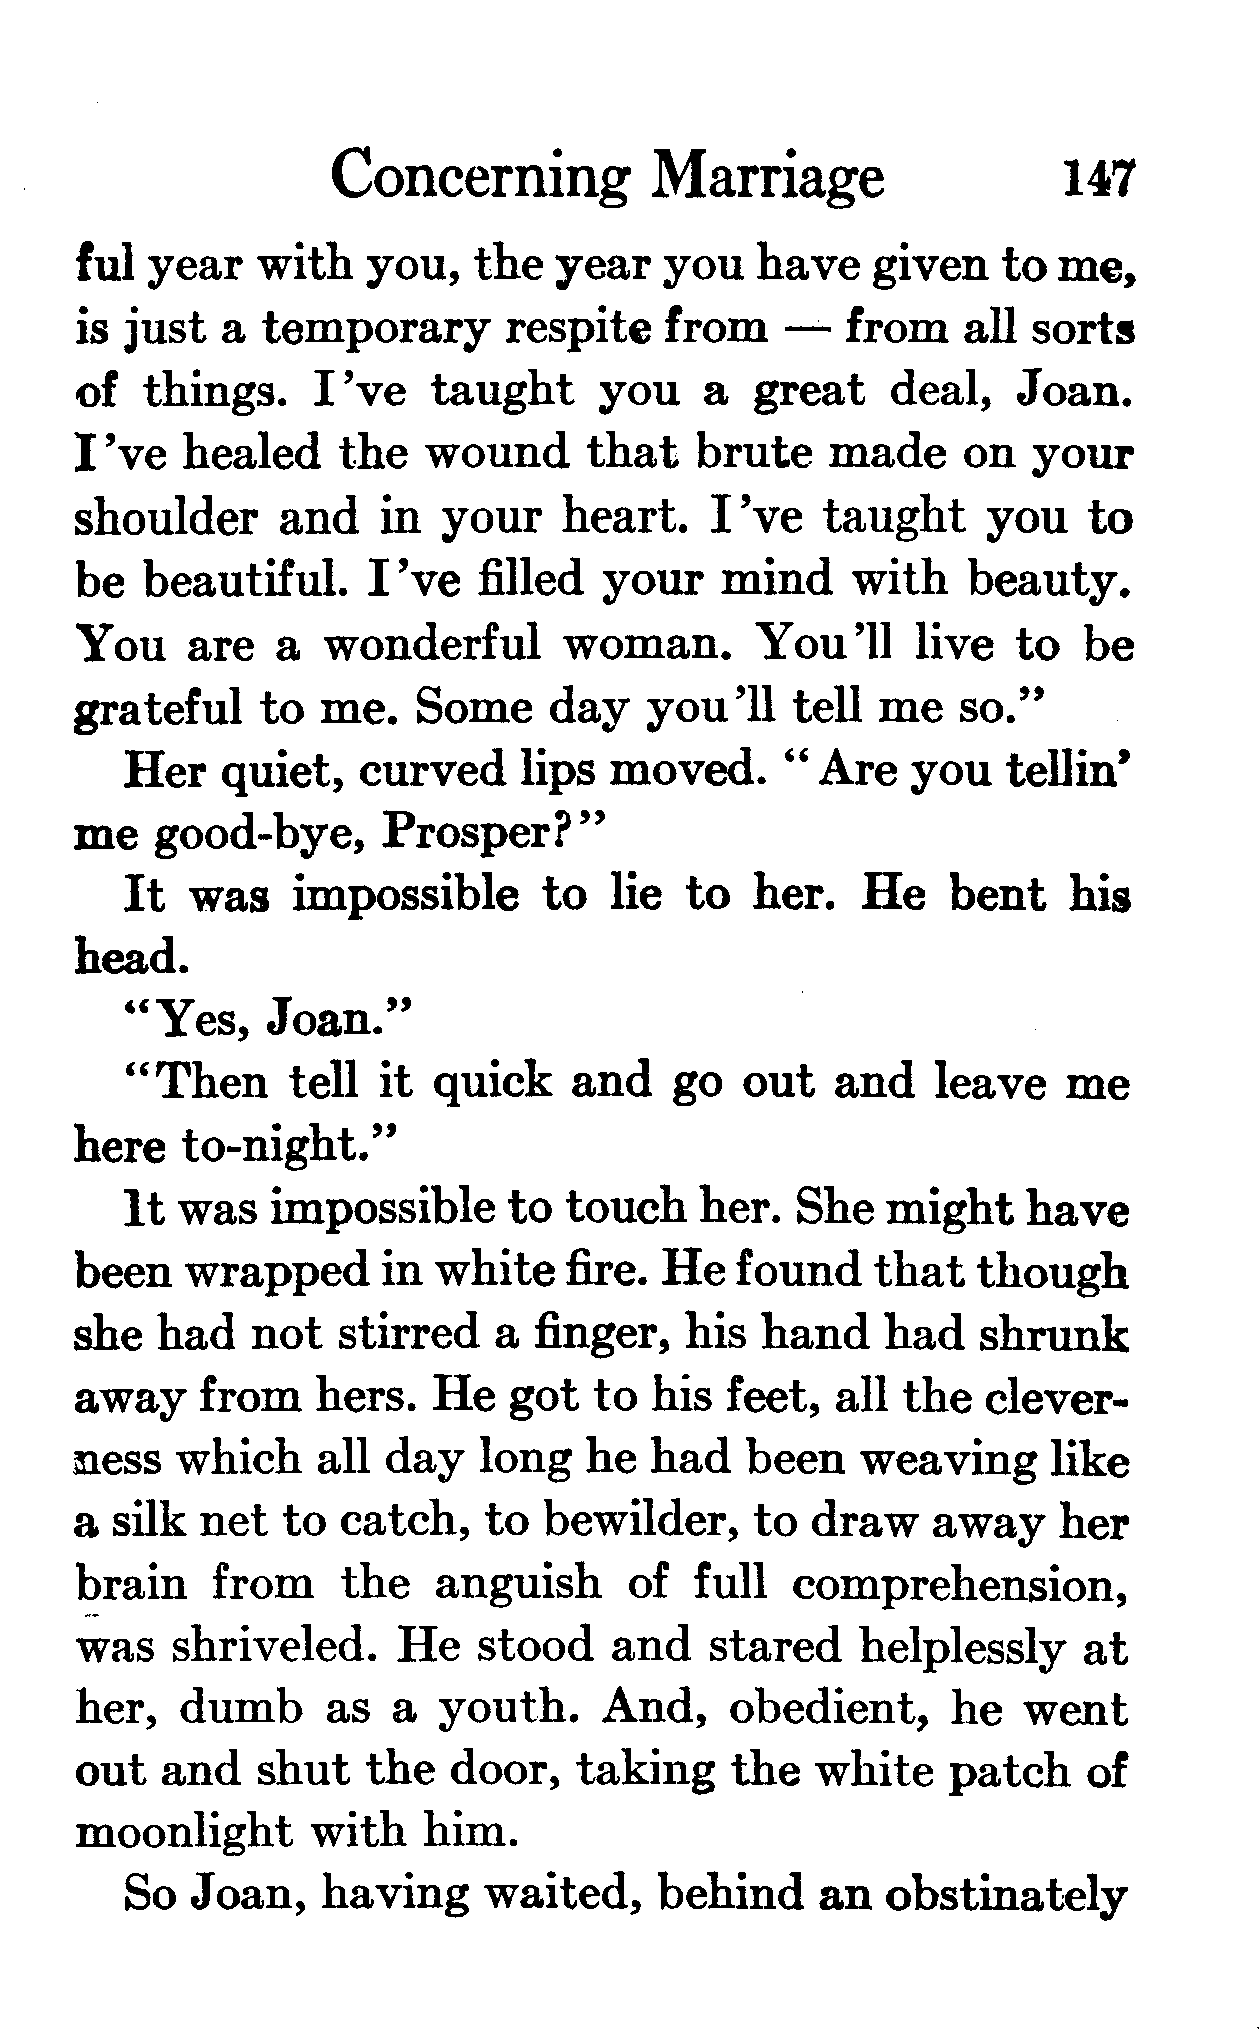 Concerning Marriage 147
ful year with you, the year you have given to me,
is just a temporary respite from — from all sorts
of things. I've taught you a great deal, Joan.
I've healed the wound that brute made on your
shoulder and in your heart. I've taught you to
be beautiful. I've filled your mind with beauty.
You are a wonderful woman. You'll live to be
grateful to me. Some day you'll tell me so."
Her quiet, curved lips moved. "Are you tellin'
me good-bye, Prosper?"
It was impossible to lie to her. He bent his
head.
"Yes, Joan."
"Then tell it quick and go out and leave me
here to-night."
It was impossible to touch her. She might have
been wrapped in white fire. He found that though
she had not stirred a finger, his hand had shrunk
away from hers. He got to his feet, all the clever-
ness which all day long he had been weaving like
a silk net to catch, to bewilder, to draw away her
brain from the anguish of full comprehension,
was shriveled. He stood and stared helplessly at
her, dumb as a youth. And, obedient, he went
out and shut the door, taking the white patch of
moonlight with him.
So Joan, having waited, behind an obstinately